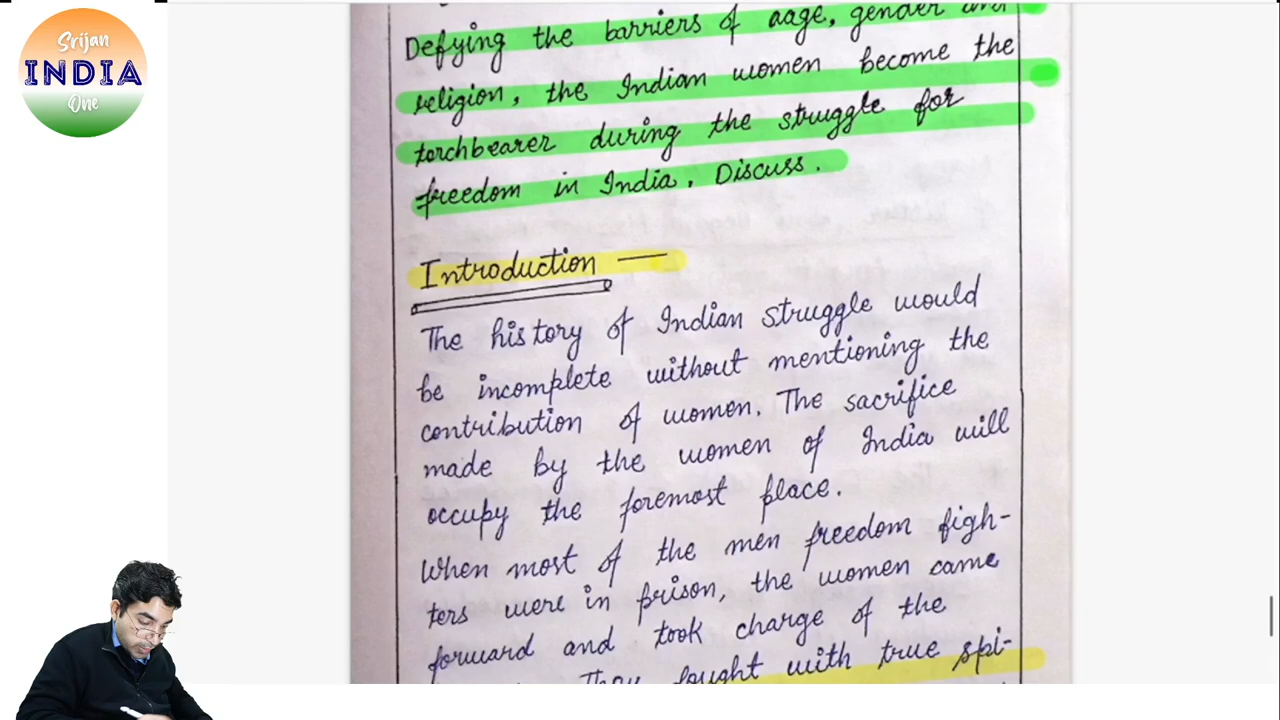 Srijan
INDIA
One
Defying the barriers of aage, gender and
religion, the Indian women become the
torchbearer during the struggle for
freedom in India. Discuss.
Introduction —
The history of Indian struggle would
be incomplete without mentioning the
contribution of women. The sacrifice
made by the women of India will
occupy the foremost place.
When most of the men freedom figh-
ters were in prison, the women came
forward and took charge of the
They fought with true spi-